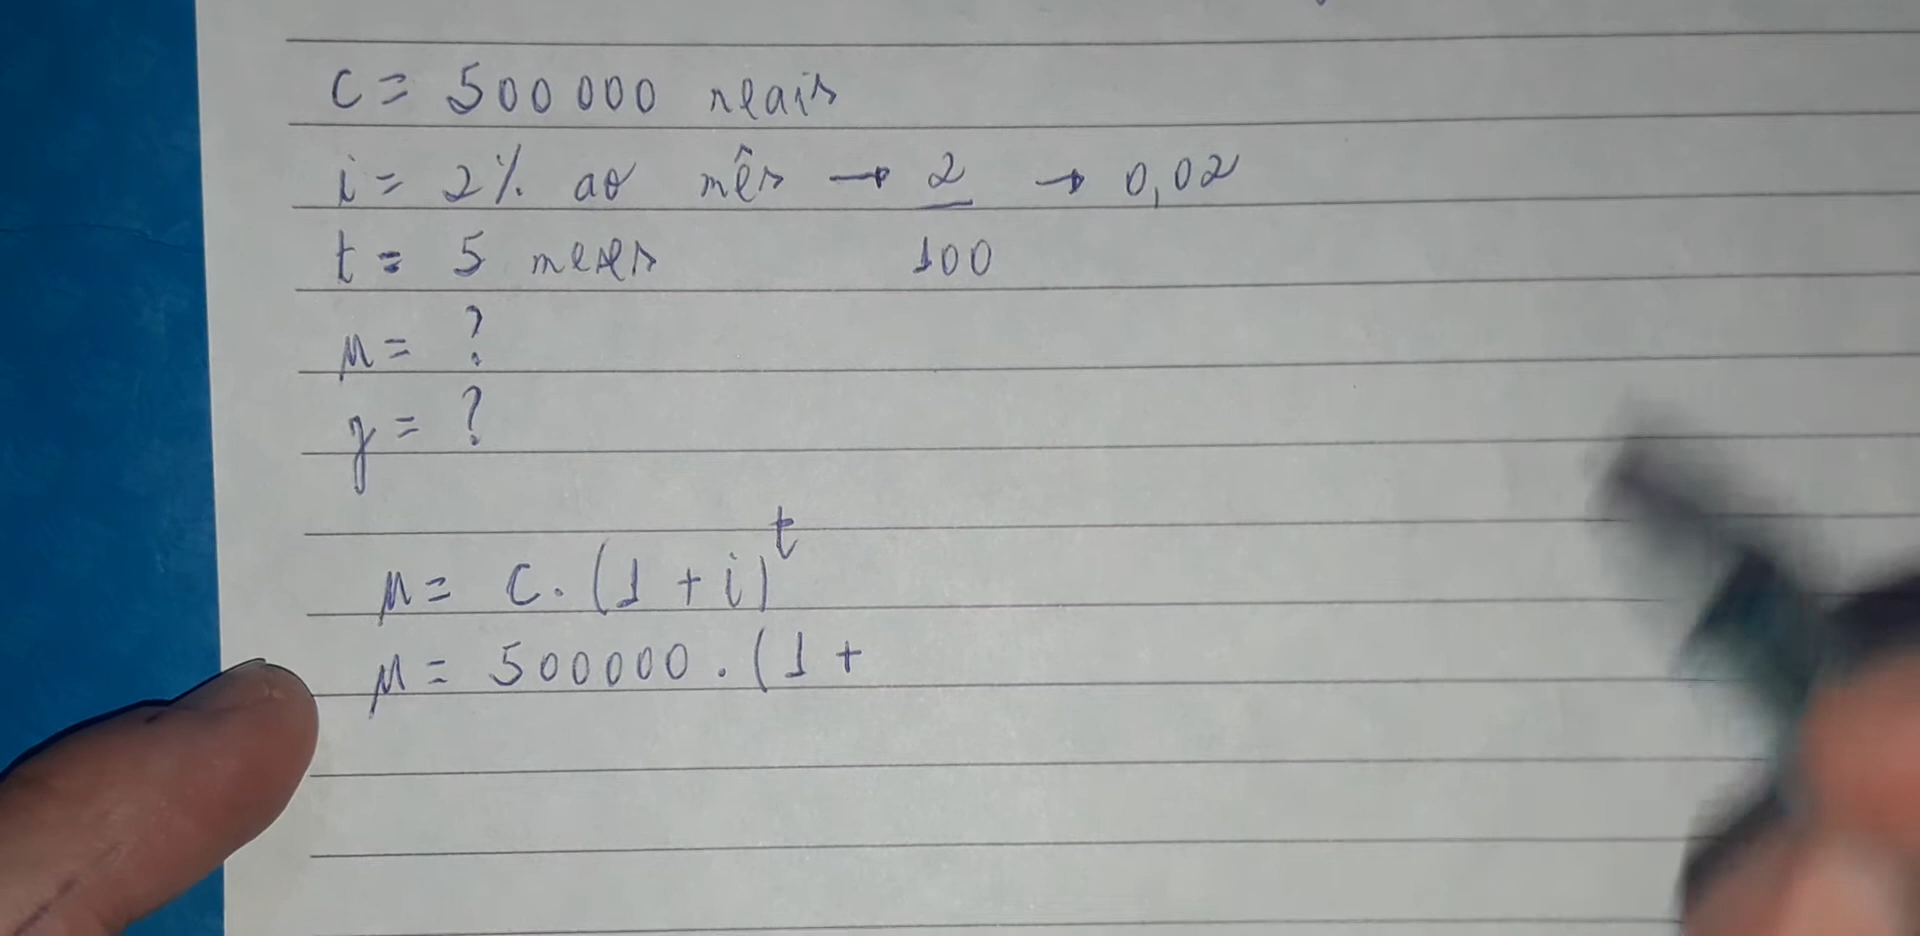 C = 500 000 reais
i = 2% ao mês → 2/100 → 0,02
t = 5 meses
M = ?
j = ?
M = C. (1 + i)^t
M = 500000 . (1 +